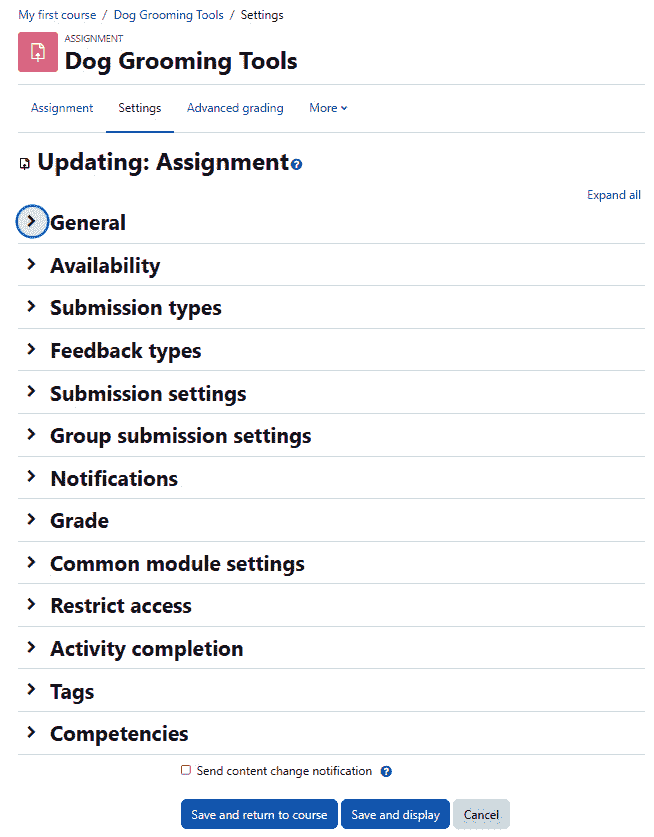 My first course / Dog Grooming Tools / Settings
ASSIGNMENT
Dog Grooming Tools
Assignment Settings Advanced grading More
Updating: Assignment
Expand all
General
Availability
Submission types
Feedback types
Submission settings
Group submission settings
Notifications
Grade
Common module settings
Restrict access
Activity completion
Tags
Competencies
Send content change notification
Save and return to course Save and display Cancel